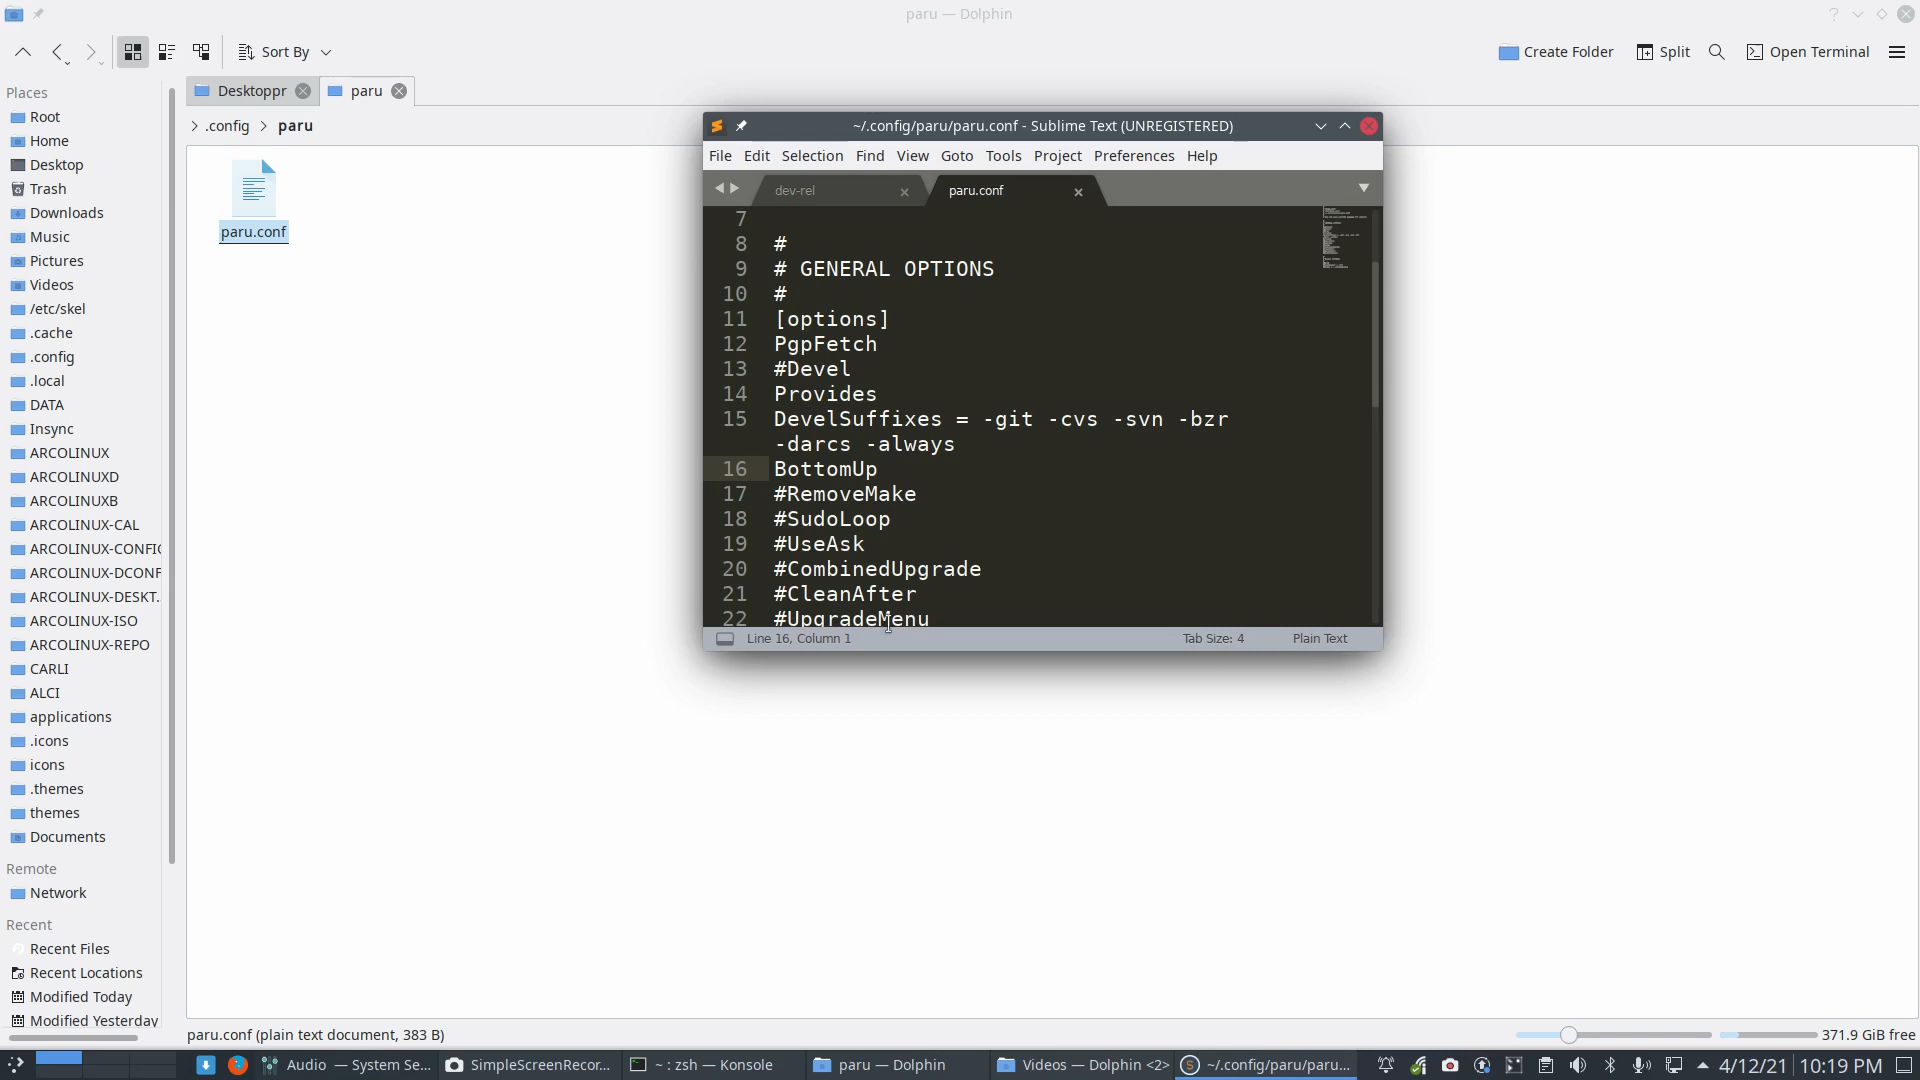 paru — Dolphin
Sort By
Create Folder
Split
Open Terminal
Places
Root
Home
Desktop
Trash
Downloads
Music
Pictures
Videos
/etc/skel
.cache
.config
.local
DATA
Insync
ARCOLINUX
ARCOLINUXD
ARCOLINUXB
ARCOLINUX-CAL
ARCOLINUX-CONFIG
ARCOLINUX-DCONF
ARCOLINUX-DESKT...
ARCOLINUX-ISO
ARCOLINUX-REPO
CARLI
ALCI
applications
.icons
icons
.themes
themes
Documents
Remote
Network
Recent
Recent Files
Recent Locations
Modified Today
Modified Yesterday
Desktoppr
paru
> .config > paru
paru.conf
~/.config/paru/paru.conf - Sublime Text (UNREGISTERED)
File Edit Selection Find View Goto Tools Project Preferences Help
dev-rel
paru.conf
7
8 #
9 # GENERAL OPTIONS
10 #
11 [options]
12 PgpFetch
13 #Devel
14 Provides
15 DevelSuffixes = -git -cvs -svn -bzr
-darcs -always
16 BottomUp
17 #RemoveMake
18 #SudoLoop
19 #UseAsk
20 #CombinedUpgrade
21 #CleanAfter
22 #UpgradeMenu
Line 16, Column 1
Tab Size: 4
Plain Text
paru.conf (plain text document, 383 B)
371.9 GiB free
Audio — System Se...
SimpleScreenRecor...
~ : zsh — Konsole
paru — Dolphin
Videos — Dolphin <2>
~/.config/paru/paru...
4/12/21
10:19 PM